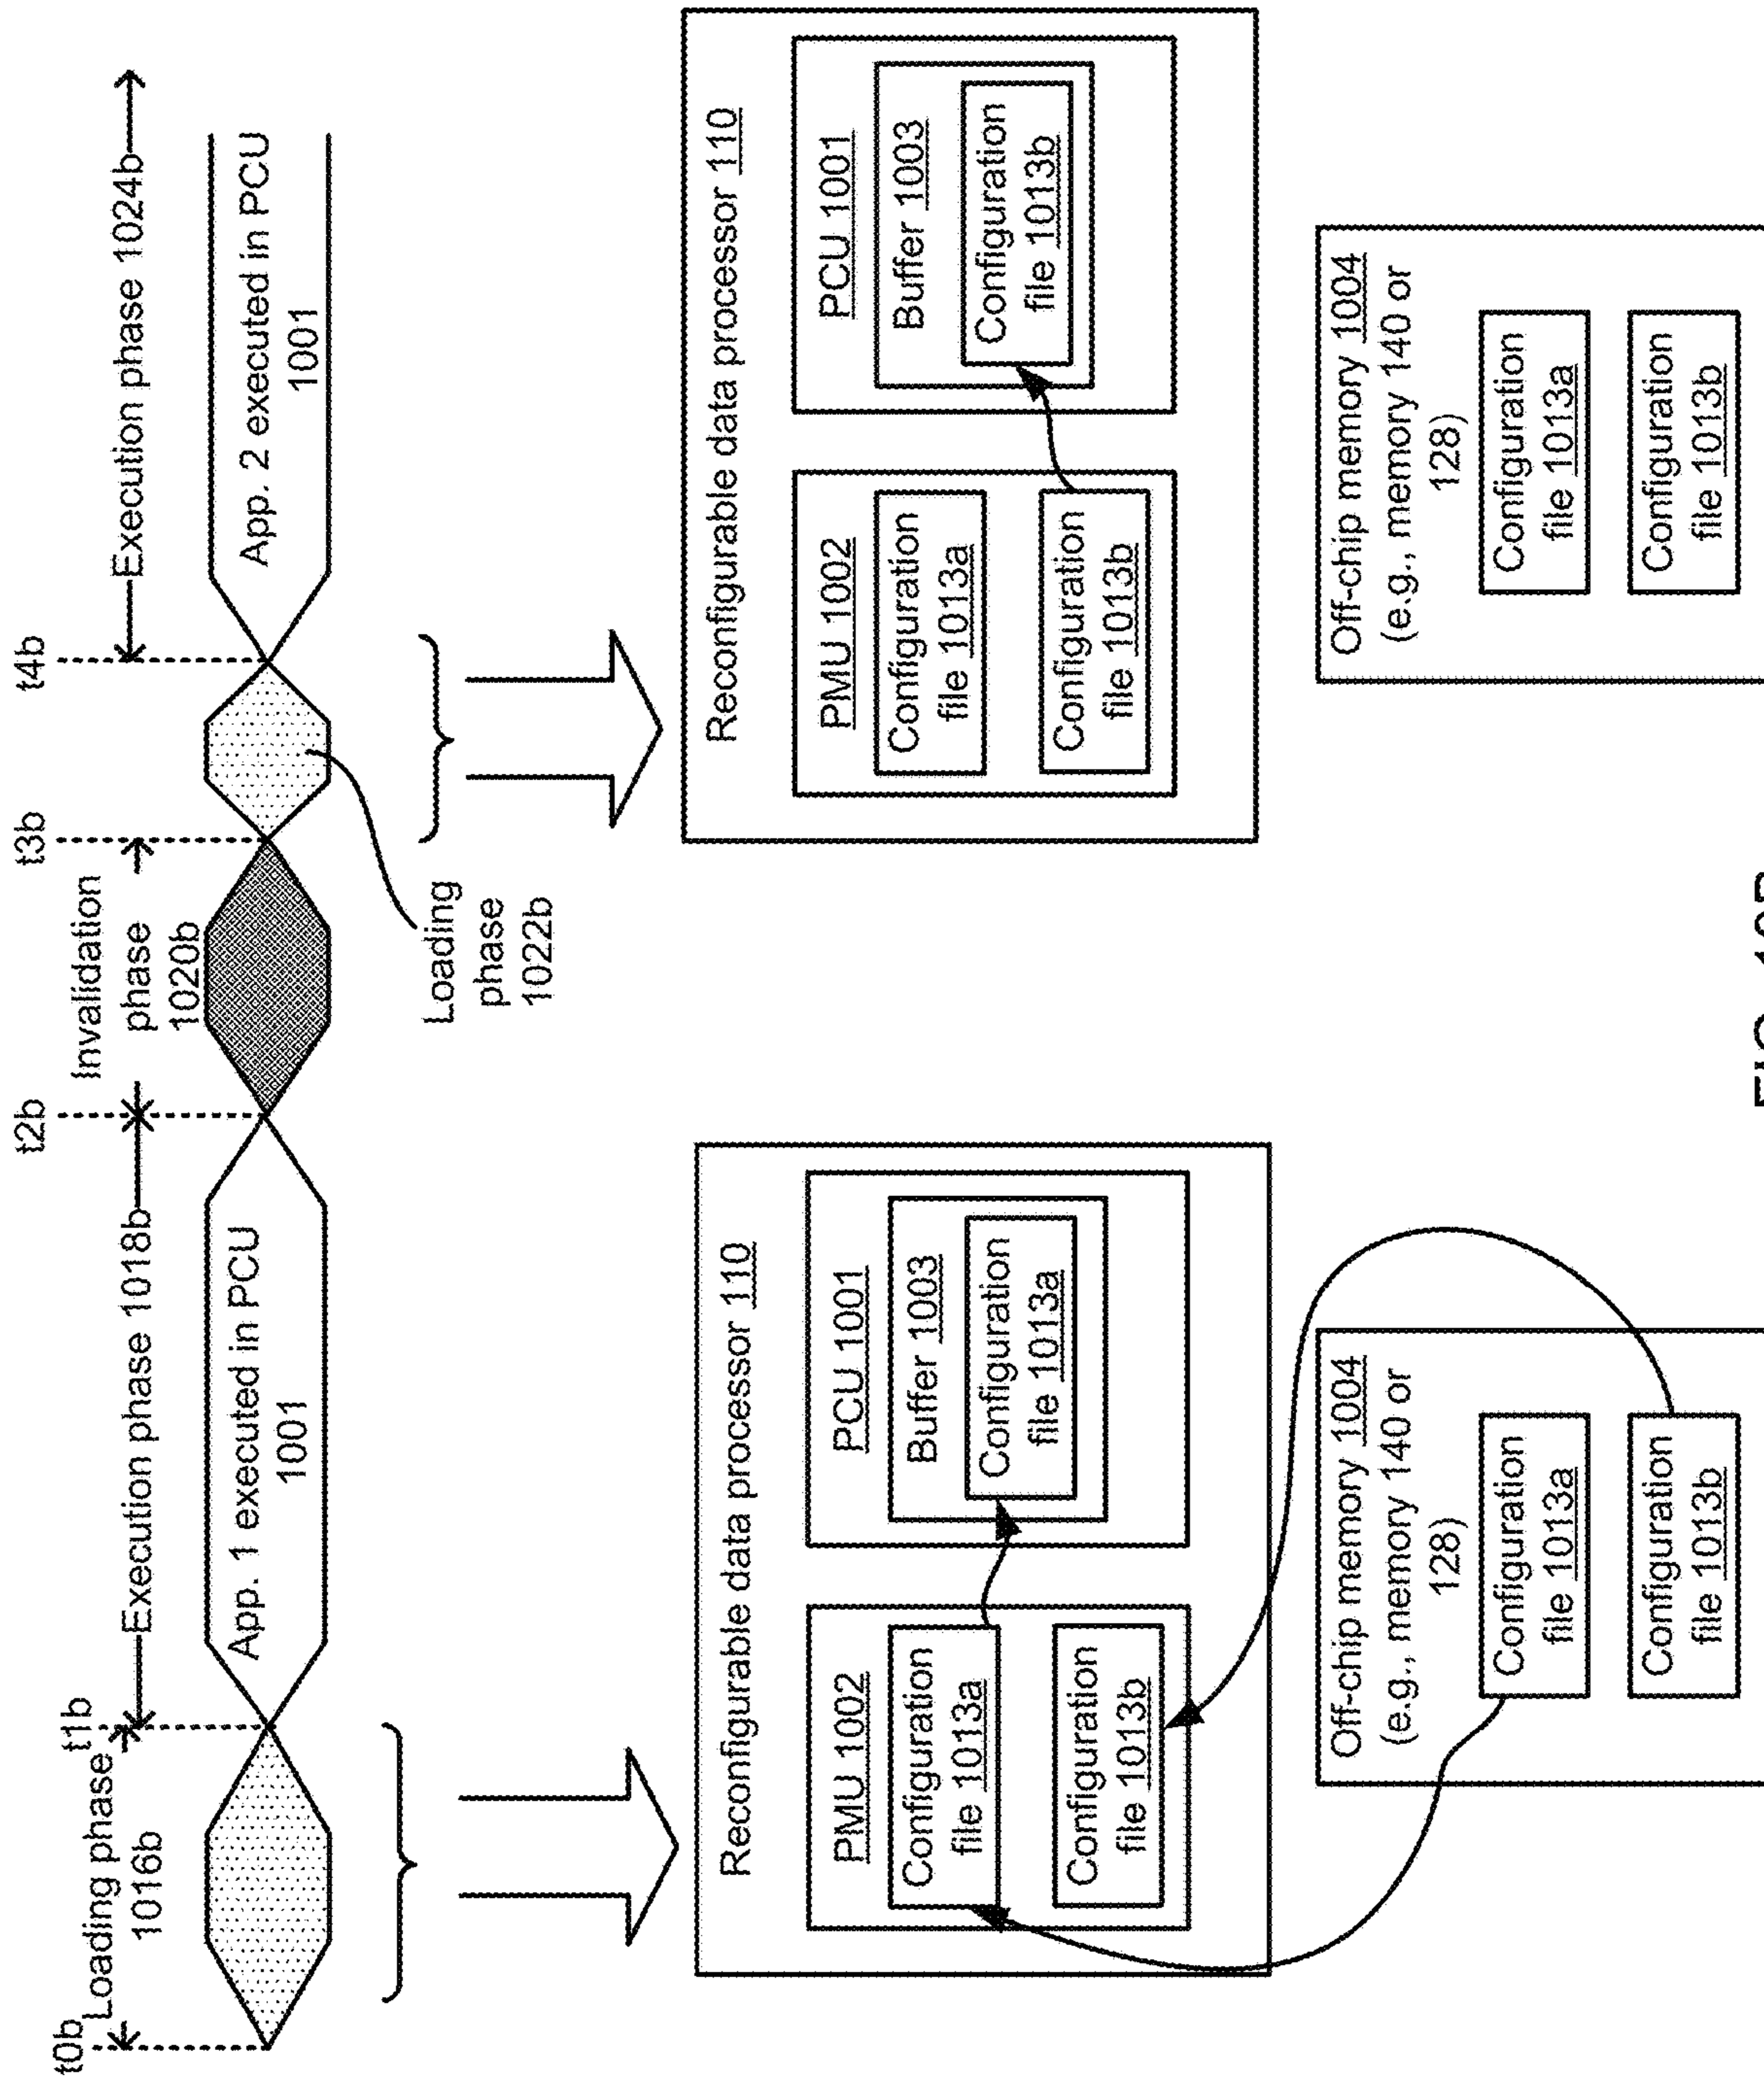 t0b
t1b
t2b
t3b
t4b
Loading phase
1016b
Execution phase 1018b
Invalidation
phase
1020b
Execution phase 1024b
App. 1 executed in PCU
1001
App. 2 executed in PCU
1001
Loading
phase
1022b
Reconfigurable data processor 110
PMU 1002
Configuration
file 1013a
Configuration
file 1013b
PCU 1001
Buffer 1003
Configuration
file 1013a
Off-chip memory 1004
(e.g., memory 140 or
128)
Configuration
file 1013a
Configuration
file 1013b
Reconfigurable data processor 110
PMU 1002
Configuration
file 1013a
Configuration
file 1013b
PCU 1001
Buffer 1003
Configuration
file 1013b
Off-chip memory 1004
(e.g., memory 140 or
128)
Configuration
file 1013a
Configuration
file 1013b